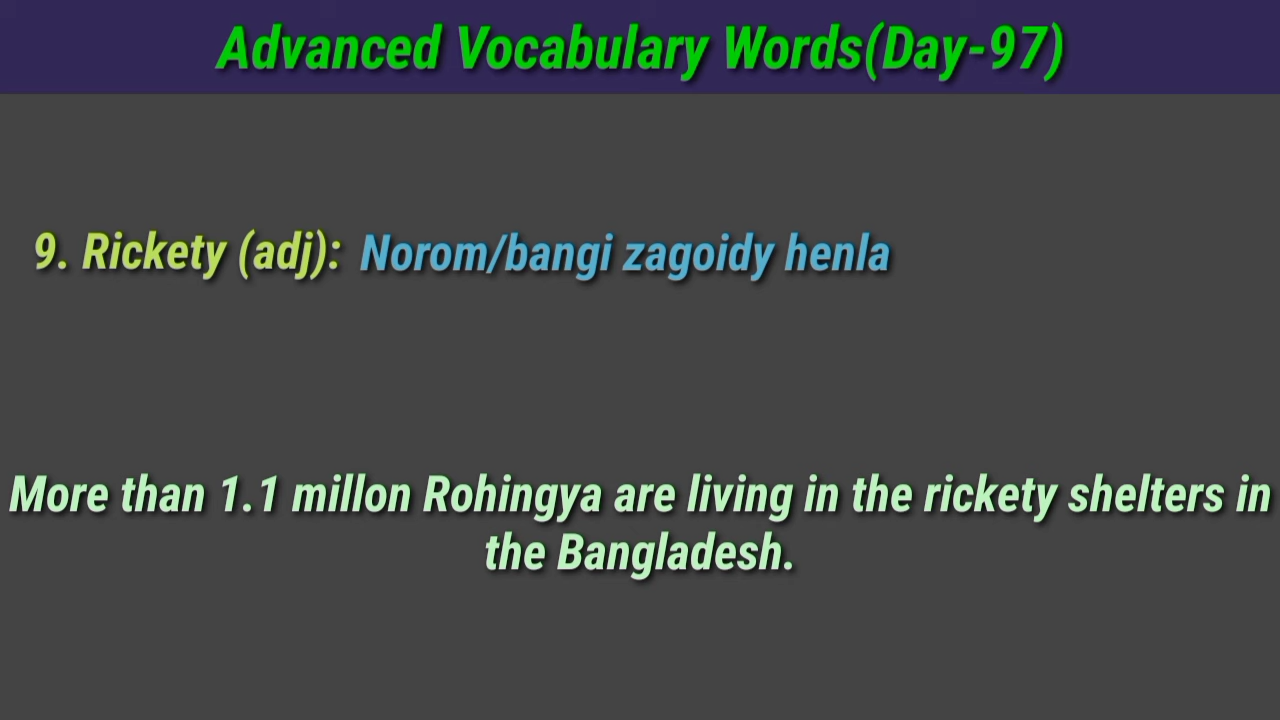 Advanced Vocabulary Words(Day-97)
9. Rickety (adj): Norom/bangi zagoidy henla
More than 1.1 millon Rohingya are living in the rickety shelters in
the Bangladesh.